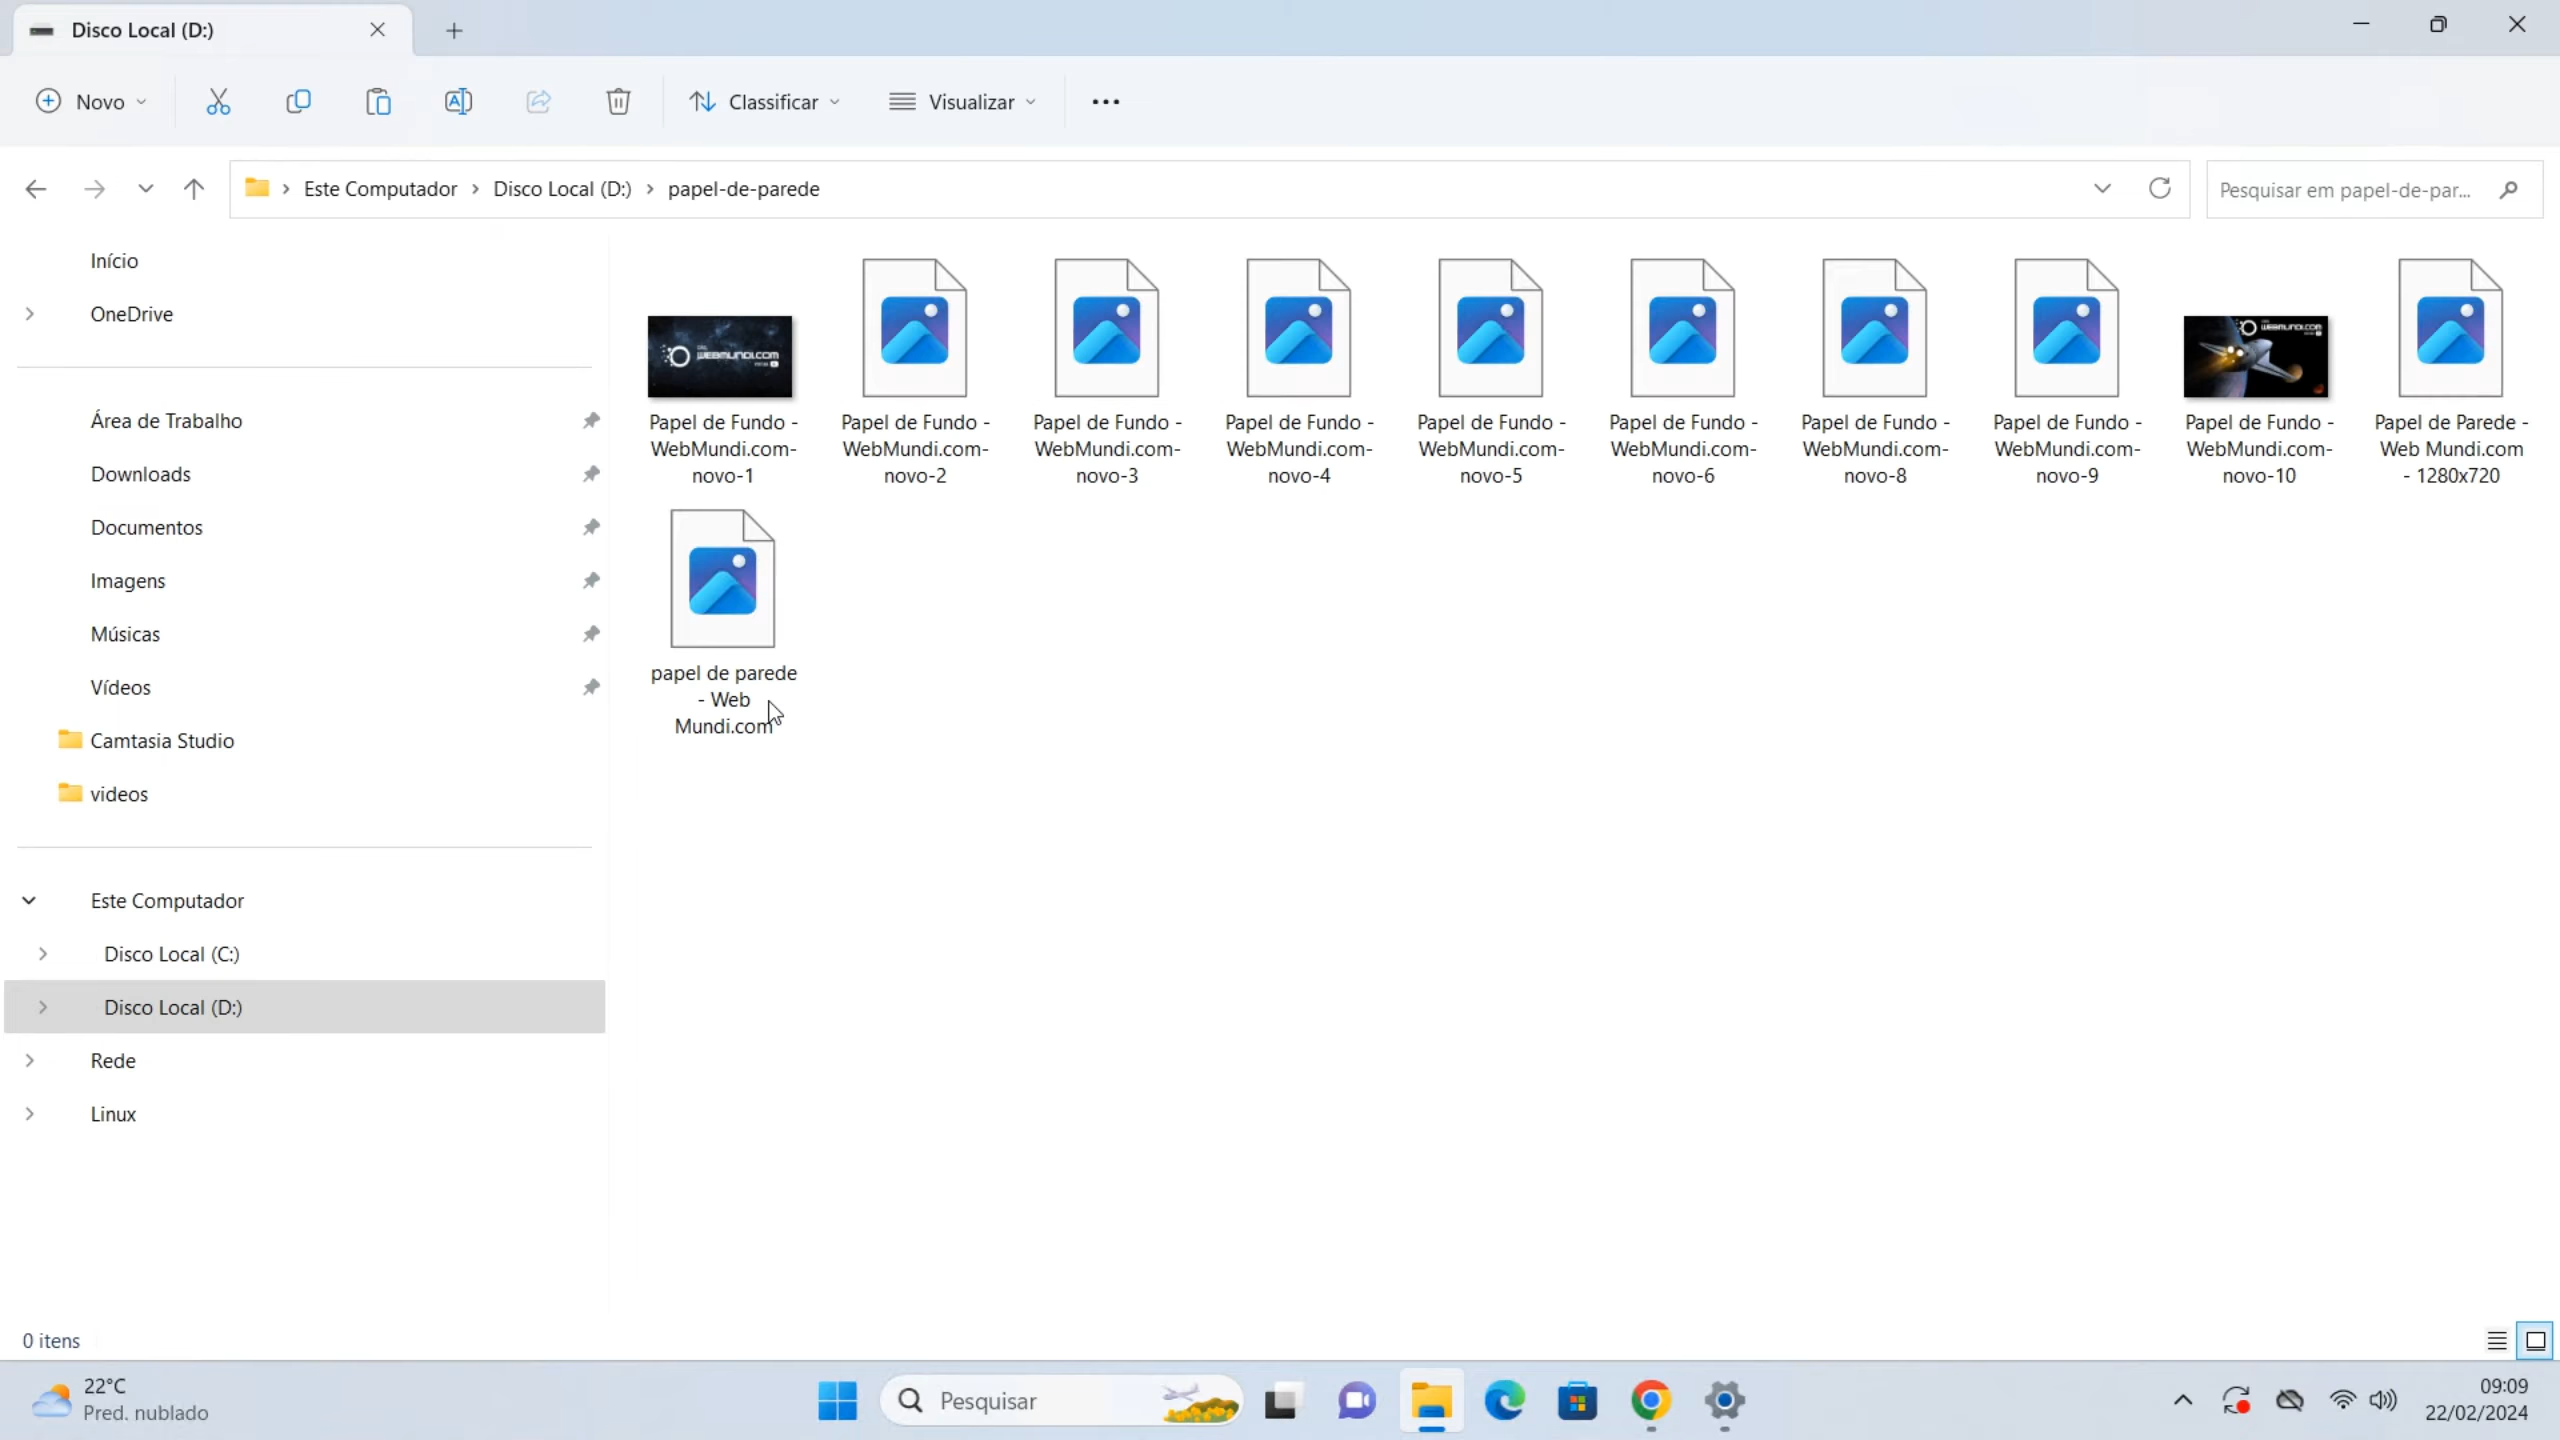 Disco Local (D:)
Novo
Classificar
Visualizar
Este Computador
Disco Local (D:)
papel-de-parede
Pesquisar em papel-de-par...
Início
OneDrive
Área de Trabalho
Downloads
Documentos
Imagens
Músicas
Vídeos
Camtasia Studio
videos
Este Computador
Disco Local (C:)
Disco Local (D:)
Rede
Linux
WEBMUNDI.COM
Papel de Fundo -
WebMundi.com-
novo-1
Papel de Fundo -
WebMundi.com-
novo-2
Papel de Fundo -
WebMundi.com-
novo-3
Papel de Fundo -
WebMundi.com-
novo-4
Papel de Fundo -
WebMundi.com-
novo-5
Papel de Fundo -
WebMundi.com-
novo-6
Papel de Fundo -
WebMundi.com-
novo-8
Papel de Fundo -
WebMundi.com-
novo-9
WEBMUNDI.COM
Papel de Fundo -
WebMundi.com-
novo-10
Papel de Parede -
Web Mundi.com
- 1280x720
papel de parede
- Web
Mundi.com
0 itens
22°C
Pred. nublado
Pesquisar
09:09
22/02/2024